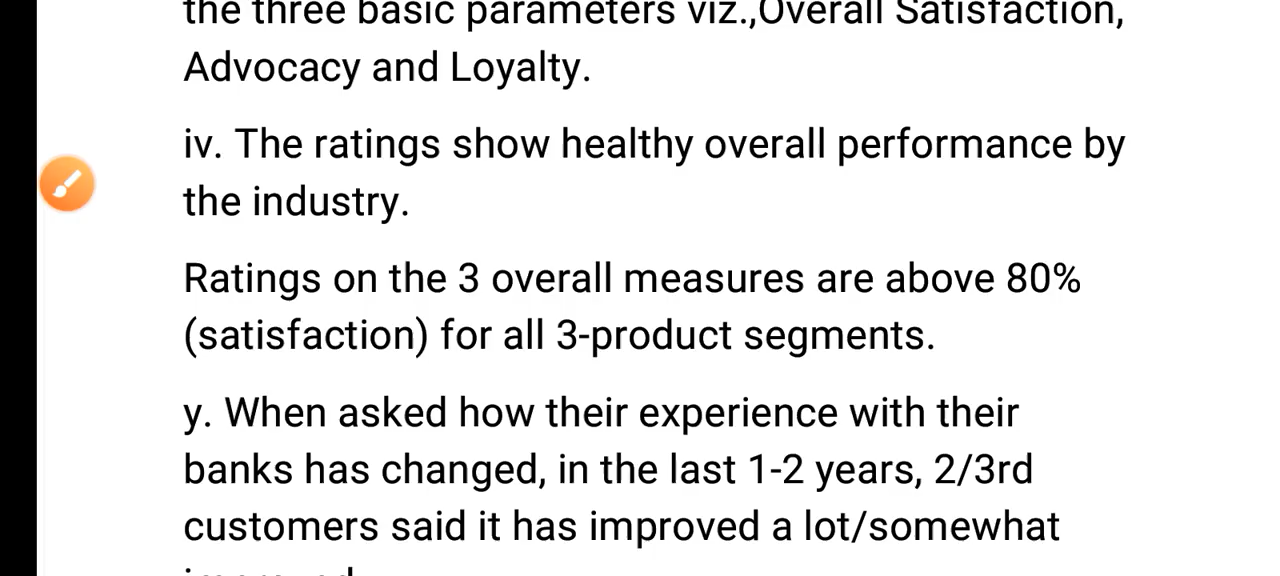 the three basic parameters viz.,Overall Satisfaction,
Advocacy and Loyalty.
iv. The ratings show healthy overall performance by
the industry.
Ratings on the 3 overall measures are above 80%
(satisfaction) for all 3-product segments.
y. When asked how their experience with their
banks has changed, in the last 1-2 years, 2/3rd
customers said it has improved a lot/somewhat